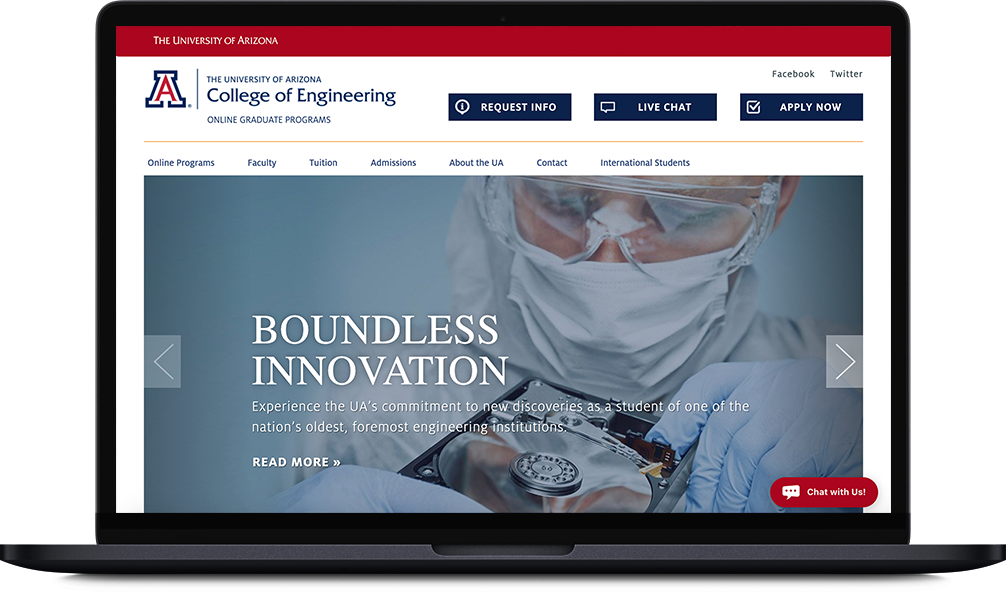 THE UNIVERSITY OF ARIZONA
Facebook Twitter
A
THE UNIVERSITY OF ARIZONA
College of Engineering
ONLINE GRADUATE PROGRAMS
REQUEST INFO LIVE CHAT APPLY NOW
Online Programs Faculty Tuition Admissions About the UA Contact International Students
BOUNDLESS
INNOVATION
Experience the UA's commitment to new discoveries as a student of one of the
nation's oldest, foremost engineering institutions.
READ MORE »
Chat with Us!